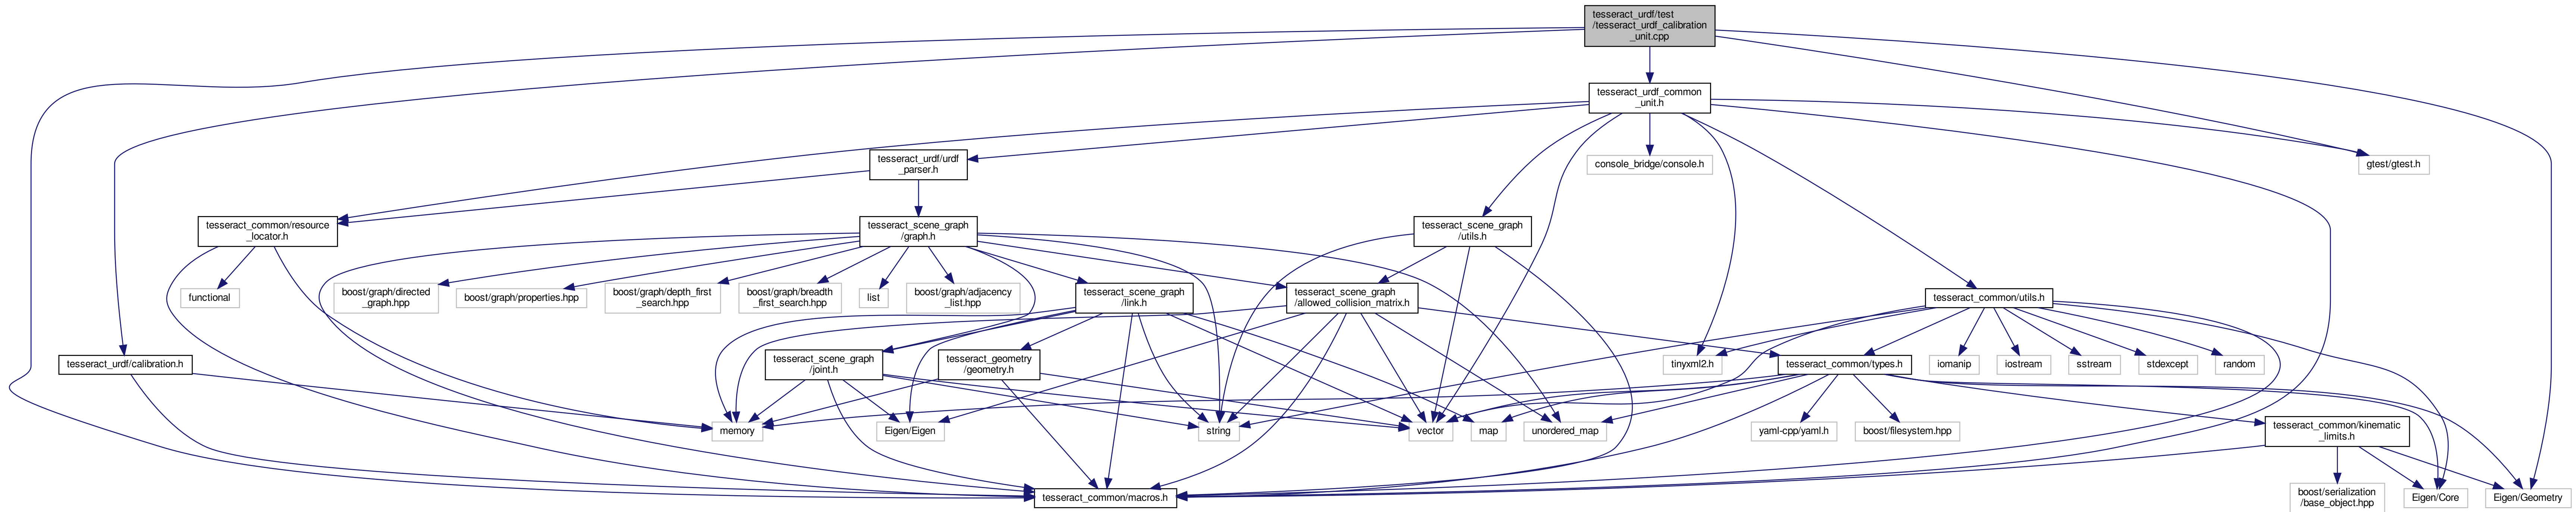 tesseract_urdf/test
/tesseract_urdf_calibration
_unit.cpp
tesseract_urdf_common
_unit.h
tesseract_urdf/urdf
_parser.h
console_bridge/console.h
gtest/gtest.h
tesseract_common/resource
_locator.h
tesseract_scene_graph
/graph.h
tesseract_scene_graph
/utils.h
functional
boost/graph/directed
_graph.hpp
boost/graph/properties.hpp
boost/graph/depth_first
_search.hpp
boost/graph/breadth
_first_search.hpp
list
boost/graph/adjacency
_list.hpp
tesseract_scene_graph
/link.h
tesseract_scene_graph
/allowed_collision_matrix.h
tesseract_common/utils.h
tesseract_urdf/calibration.h
tesseract_scene_graph
/joint.h
tesseract_geometry
/geometry.h
tinyxml2.h
tesseract_common/types.h
iomanip
iostream
sstream
stdexcept
random
memory
Eigen/Eigen
string
vector
map
unordered_map
yaml-cpp/yaml.h
boost/filesystem.hpp
tesseract_common/kinematic
_limits.h
tesseract_common/macros.h
boost/serialization
/base_object.hpp
Eigen/Core
Eigen/Geometry